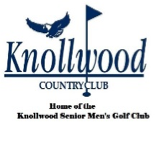 Knollwood
COUNTRY CLUB
Home of the
Knollwood Senior Men's Golf Club